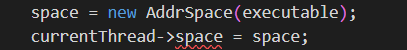 space = new AddrSpace(executable);
currentThread->space = space;